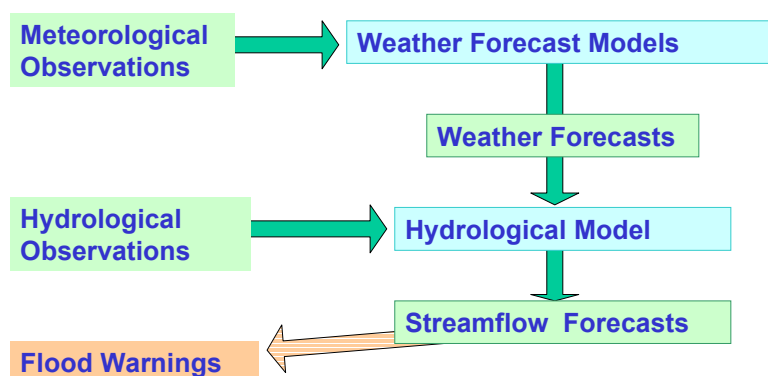 Meteorological
Observations
Weather Forecast Models
Weather Forecasts
Hydrological
Observations
Hydrological Model
Streamflow Forecasts
Flood Warnings